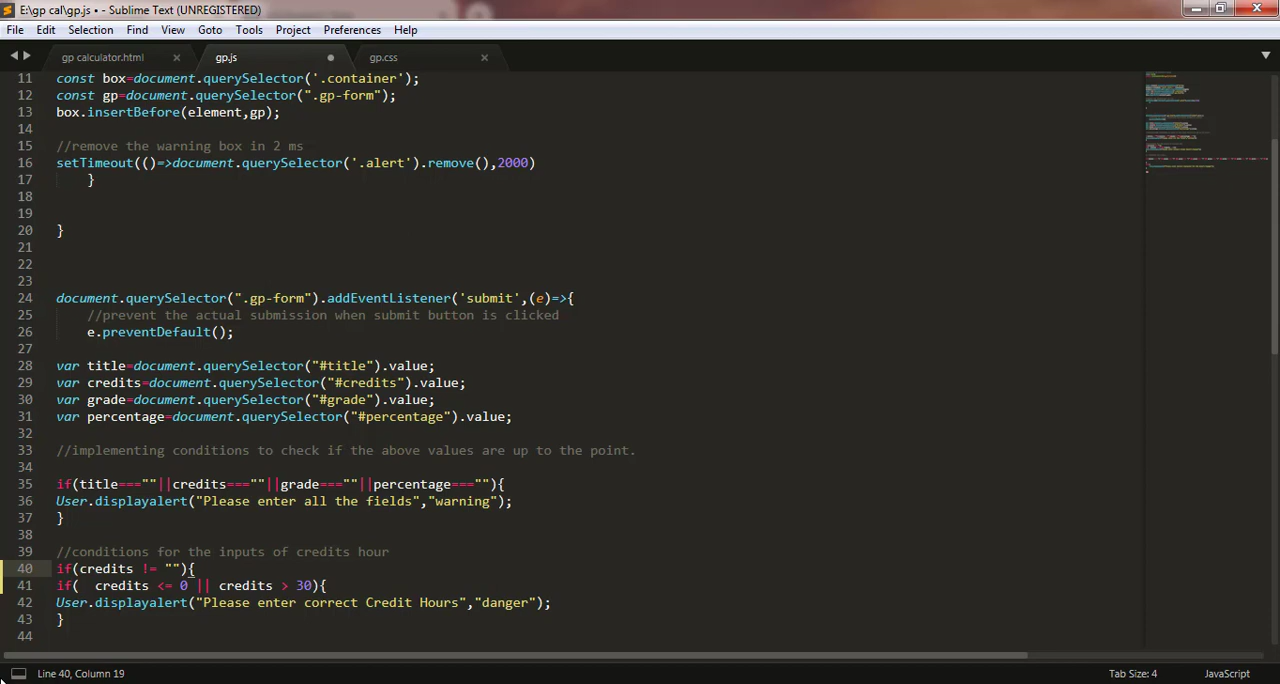 E:\gp cal\gp.js • - Sublime Text (UNREGISTERED)
File Edit Selection Find View Goto Tools Project Preferences Help
gp calculator.html gp.js gp.css
11 const box=document.querySelector('.container');
12 const gp=document.querySelector(".gp-form");
13 box.insertBefore(element,gp);
14
15 //remove the warning box in 2 ms
16 setTimeout(()=>document.querySelector('.alert').remove(),2000)
17 }
18
19
20 }
21
22
23
24 document.querySelector(".gp-form").addEventListener('submit',(e)=>{
25 //prevent the actual submission when submit button is clicked
26 e.preventDefault();
27
28 var title=document.querySelector("#title").value;
29 var credits=document.querySelector("#credits").value;
30 var grade=document.querySelector("#grade").value;
31 var percentage=document.querySelector("#percentage").value;
32
33 //implementing conditions to check if the above values are up to the point.
34
35 if(title===""||credits===""||grade===""||percentage===""){
36 User.displayalert("Please enter all the fields","warning");
37 }
38
39 //conditions for the inputs of credits hour
40 if(credits != ""){
41 if(  credits <= 0 || credits > 30){
42 User.displayalert("Please enter correct Credit Hours","danger");
43 }
44
Line 40, Column 19 Tab Size: 4 JavaScript